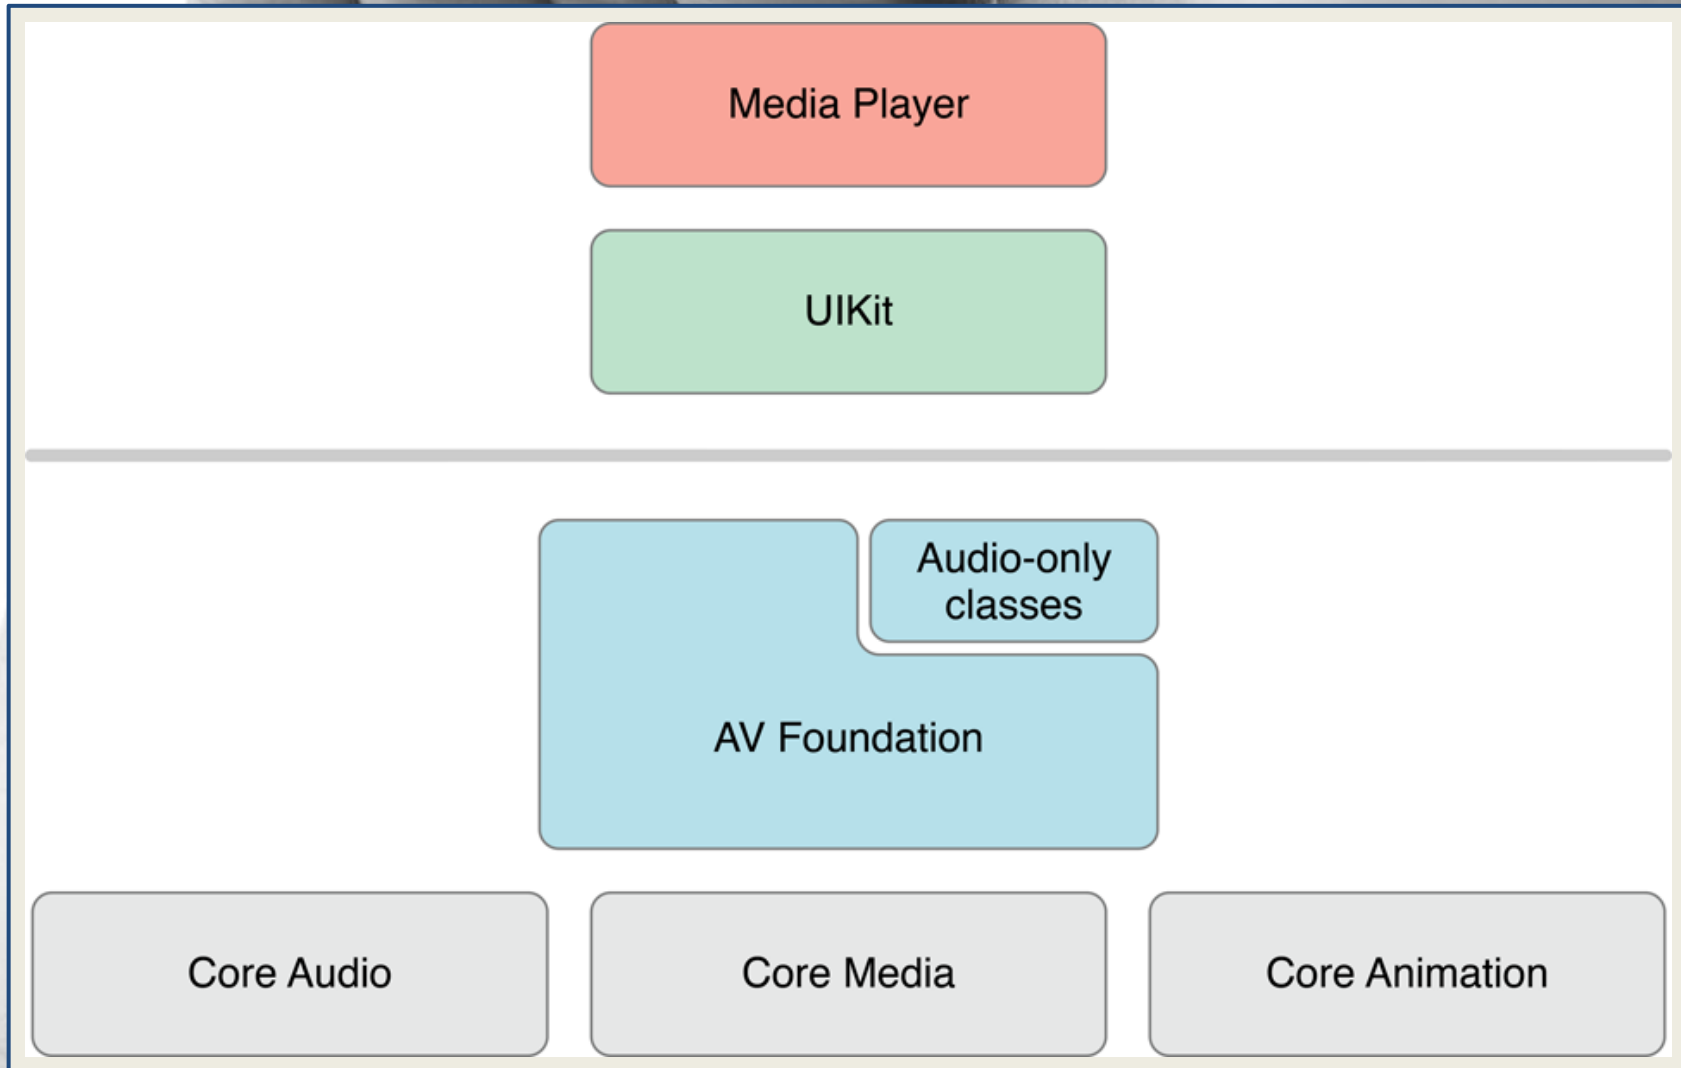 Media Player
UIKit
Audio-only
classes
AV Foundation
Core Audio
Core Media
Core Animation